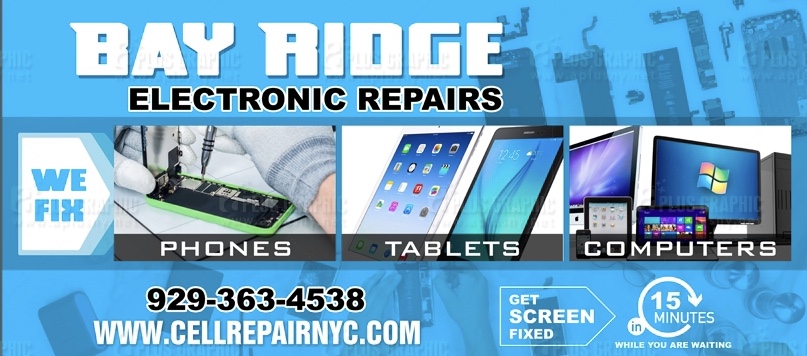 BAY RIDGE
ELECTRONIC REPAIRS
WE
FIX
PHONES
TABLETS
COMPUTERS
929-363-4538
WWW.CELLREPAIRNYC.COM
GET
SCREEN
FIXED
in
15
MINUTES
WHILE YOU ARE WAITING